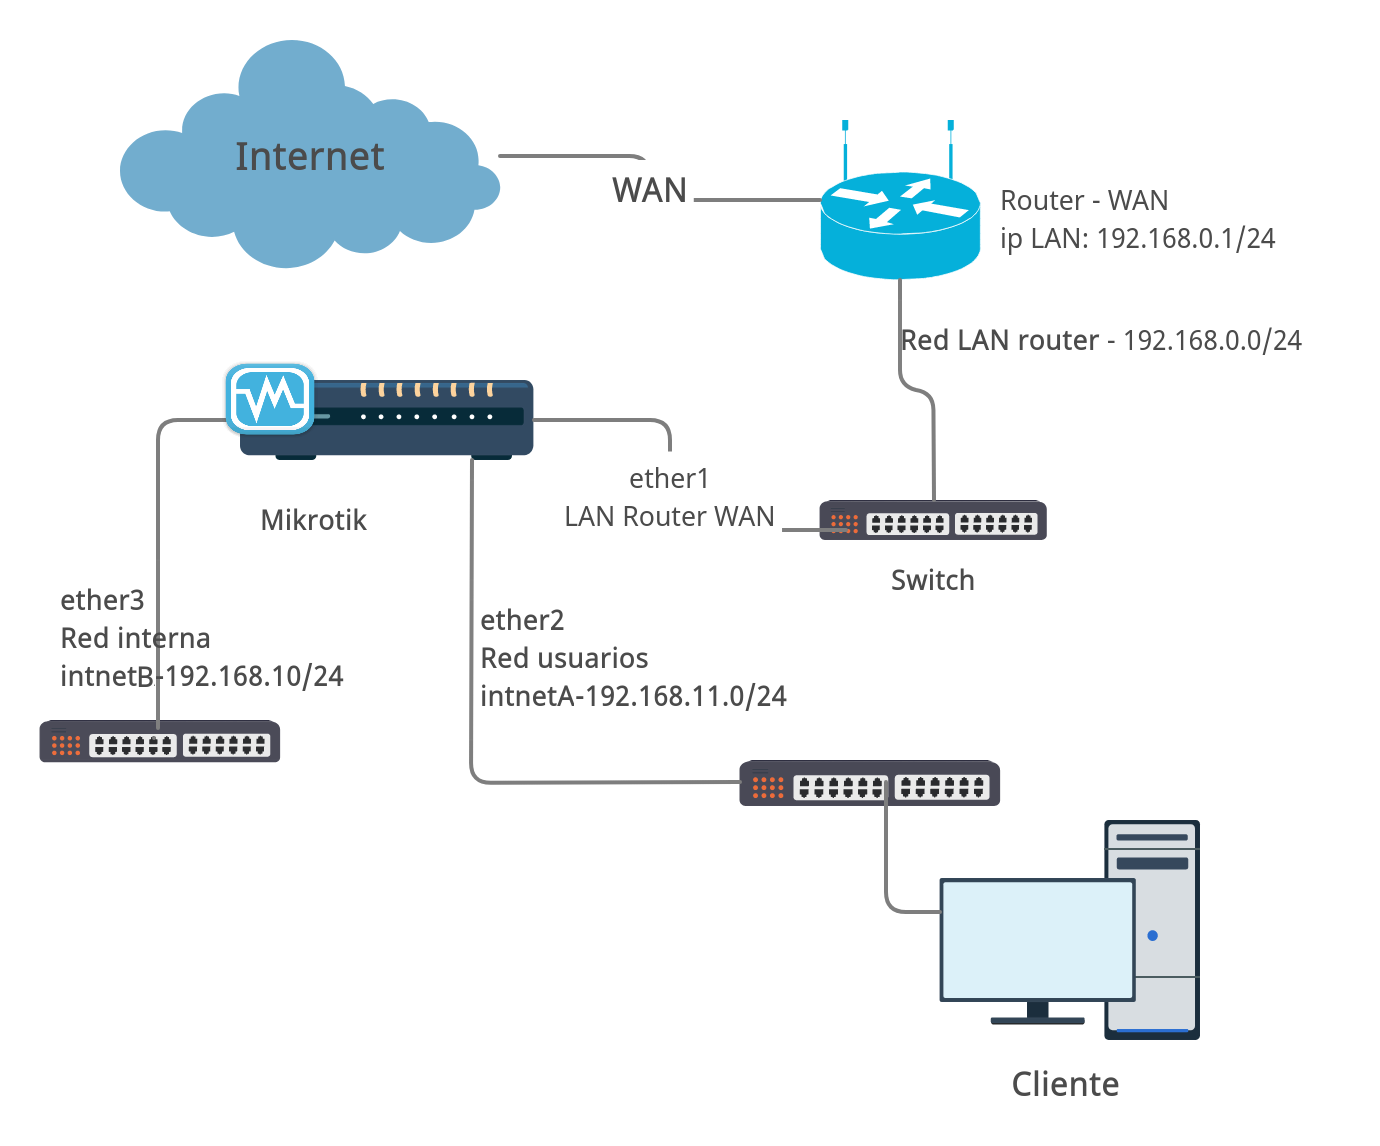 Internet
WAN
Router - WAN
ip LAN: 192.168.0.1/24
Red LAN router - 192.168.0.0/24
Mikrotik
ether1
LAN Router WAN
Switch
ether3
Red interna
intnetB-192.168.10/24
ether2
Red usuarios
intnetA-192.168.11.0/24
Cliente